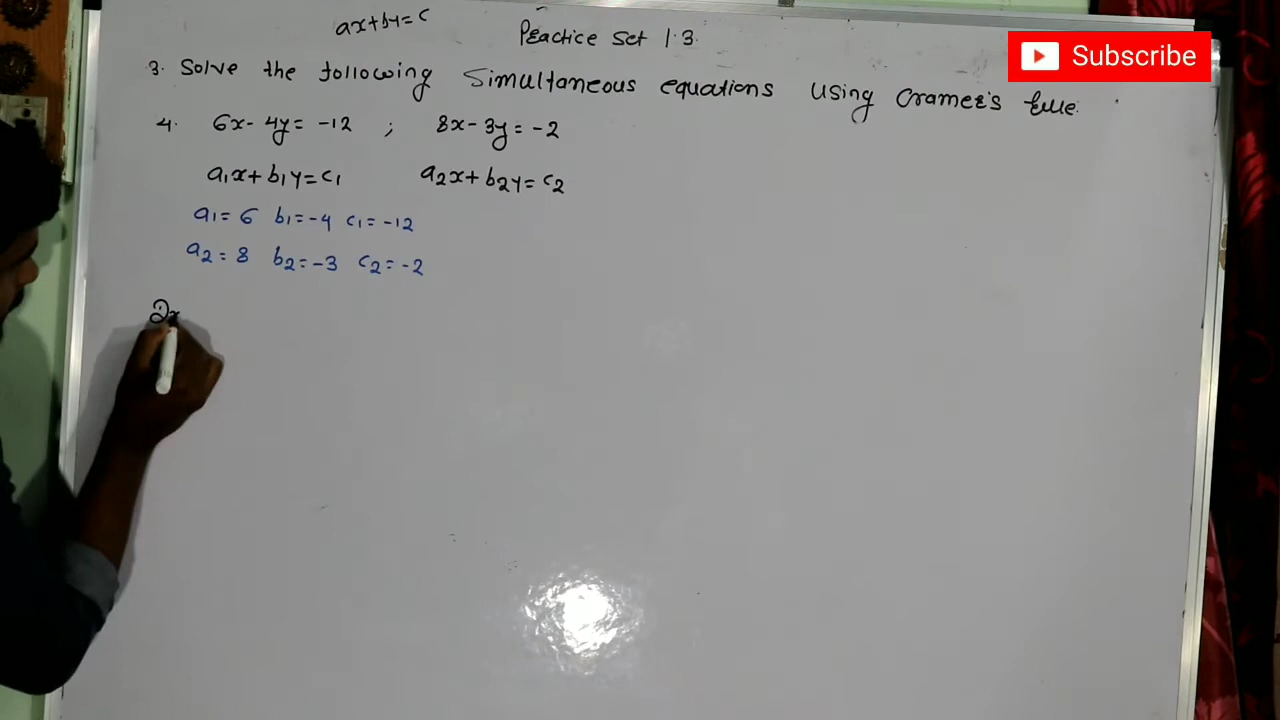 ax+by=c
Practice Set 1.3.
Subscribe
3. Solve the following Simultaneous equations using Cramer's Rule.
4. 6x-4y=-12 ; 8x-3y=-2
a₁x+b₁y=c₁ a₂x+b₂y=c₂
a₁=6 b₁=-4 c₁=-12
a₂=8 b₂=-3 c₂=-2
Dx